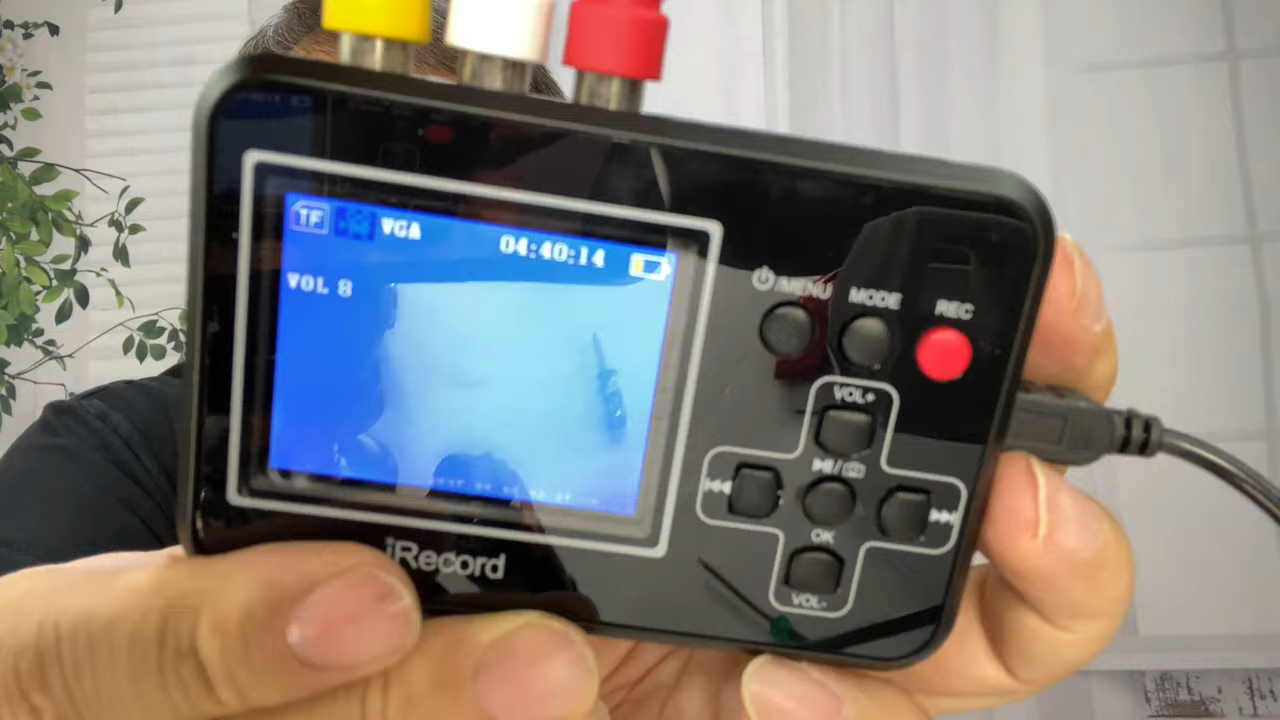 TF VGA 04:40:14
VOL 8
/MENU MODE REC
VOL+
OK
VOL-
iRecord